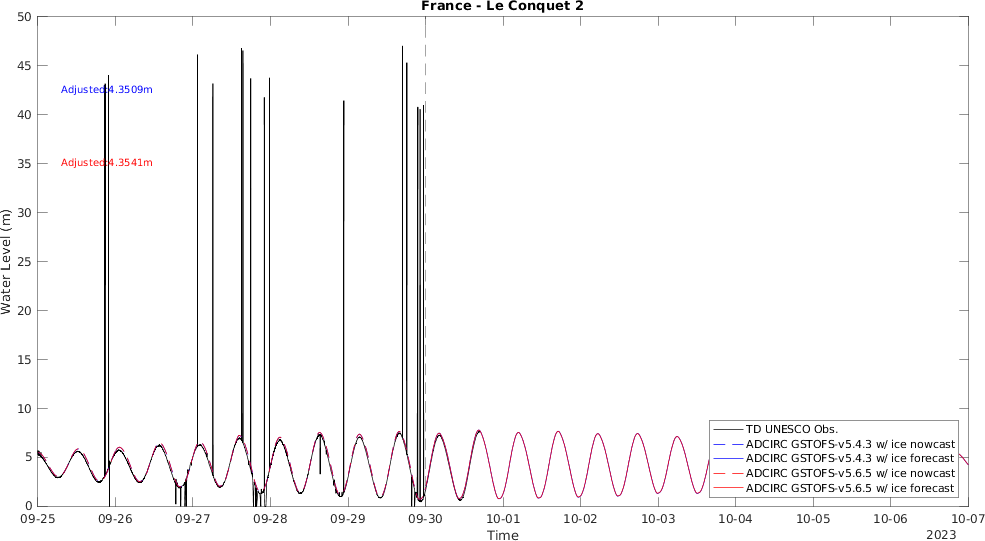 France - Le Conquet 2
50
45
40
35
30
25
20
15
10
5
0
Water Level (m)
Adjusted:4.3509m
Adjusted:4.3541m
TD UNESCO Obs.
ADCIRC GSTOFS-v5.4.3 w/ ice nowcast
ADCIRC GSTOFS-v5.4.3 w/ ice forecast
ADCIRC GSTOFS-v5.6.5 w/ ice nowcast
ADCIRC GSTOFS-v5.6.5 w/ ice forecast
09-25 09-26 09-27 09-28 09-29 09-30 10-01 10-02 10-03 10-04 10-05 10-06 10-07
Time
2023